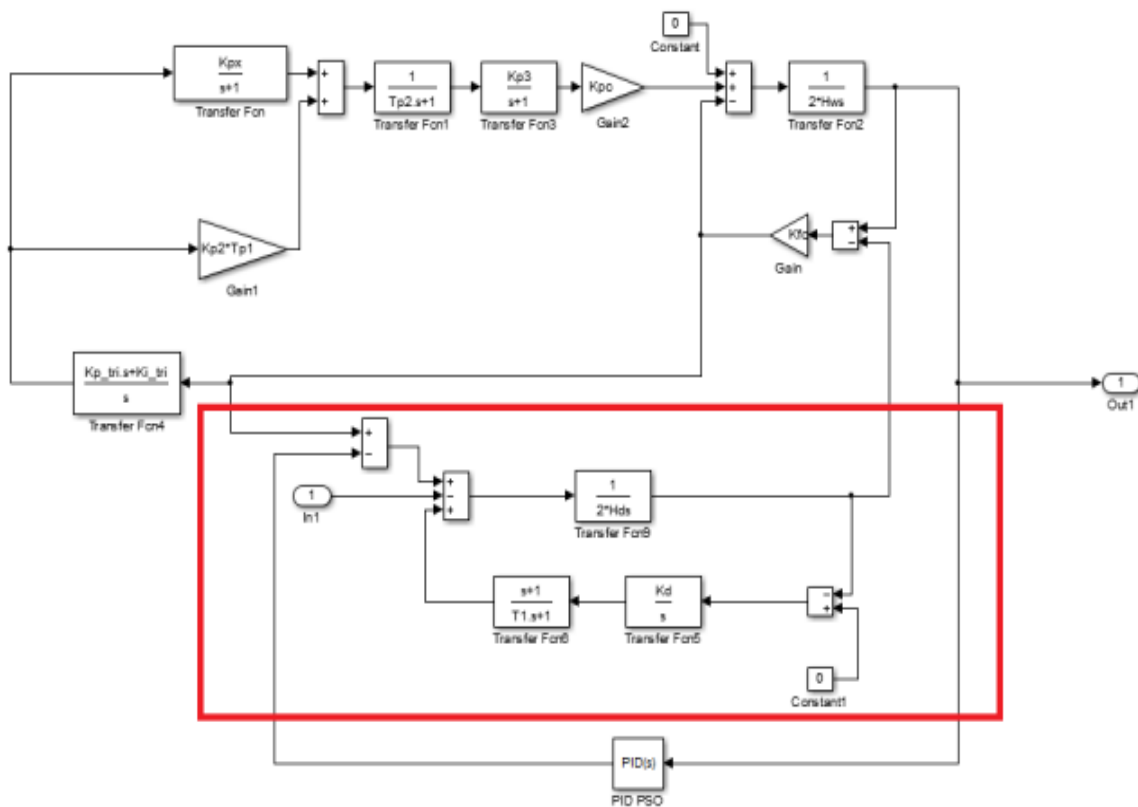 0
Constant
Kpx
s+1
Transfer Fcn
+
+
1
Tp2.s+1
Transfer Fcn1
Kp3
s+1
Transfer Fcn3
Kpc
Gain2
+
+
−
1
2*Hws
Transfer Fcn2
Kp2*Tp1
Gain1
Kfc
Gain
+
−
Kp_tri.s+Ki_tri
s
Transfer Fcn4
1
Out1
+
−
1
In1
+
−
+
1
2*Hds
Transfer Fcn9
s+1
T1.s+1
Transfer Fcn6
Kd
s
Transfer Fcn5
−
+
0
Constant1
PID(s)
PID PSO